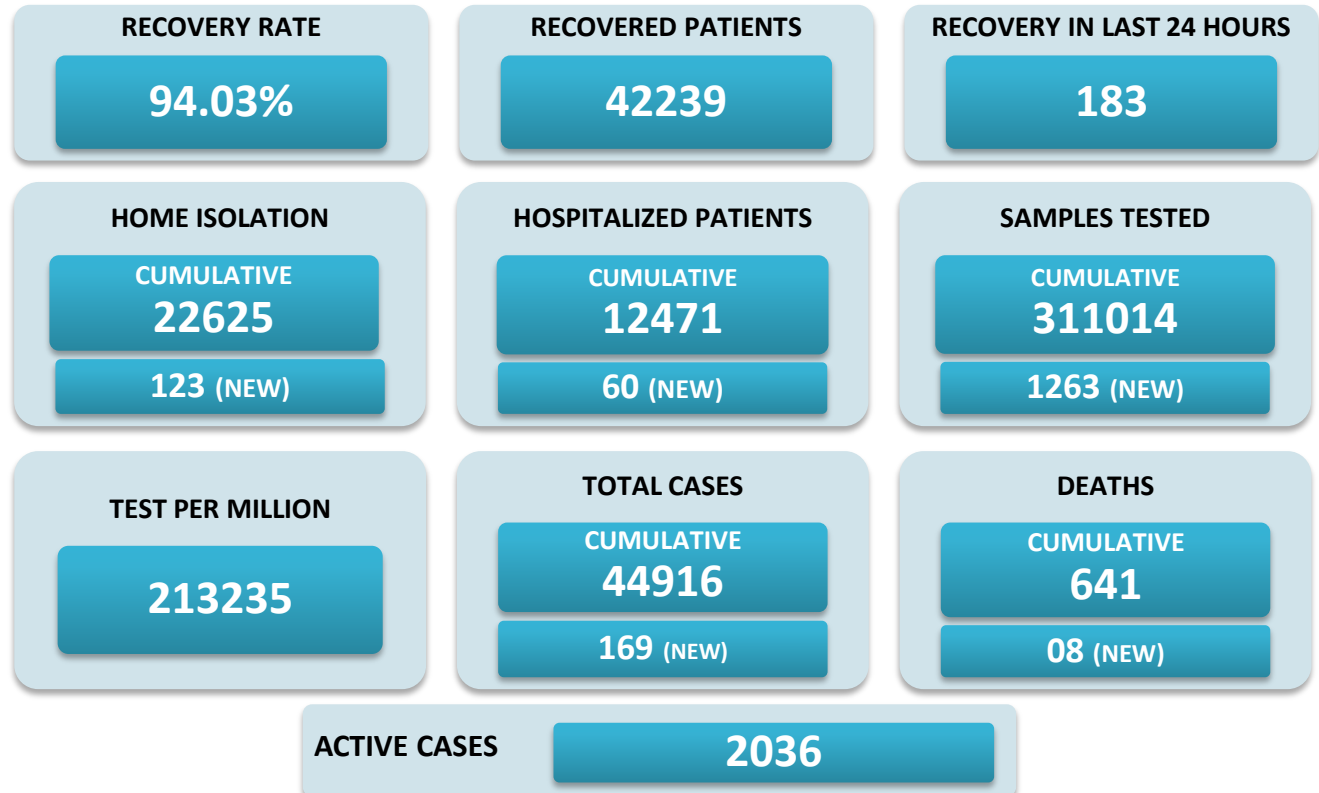 RECOVERY RATE
94.03%
RECOVERED PATIENTS
42239
RECOVERY IN LAST 24 HOURS
183
HOME ISOLATION
CUMULATIVE
22625
123 (NEW)
HOSPITALIZED PATIENTS
CUMULATIVE
12471
60 (NEW)
SAMPLES TESTED
CUMULATIVE
311014
1263 (NEW)
TEST PER MILLION
213235
TOTAL CASES
CUMULATIVE
44916
169 (NEW)
DEATHS
CUMULATIVE
641
08 (NEW)
ACTIVE CASES
2036